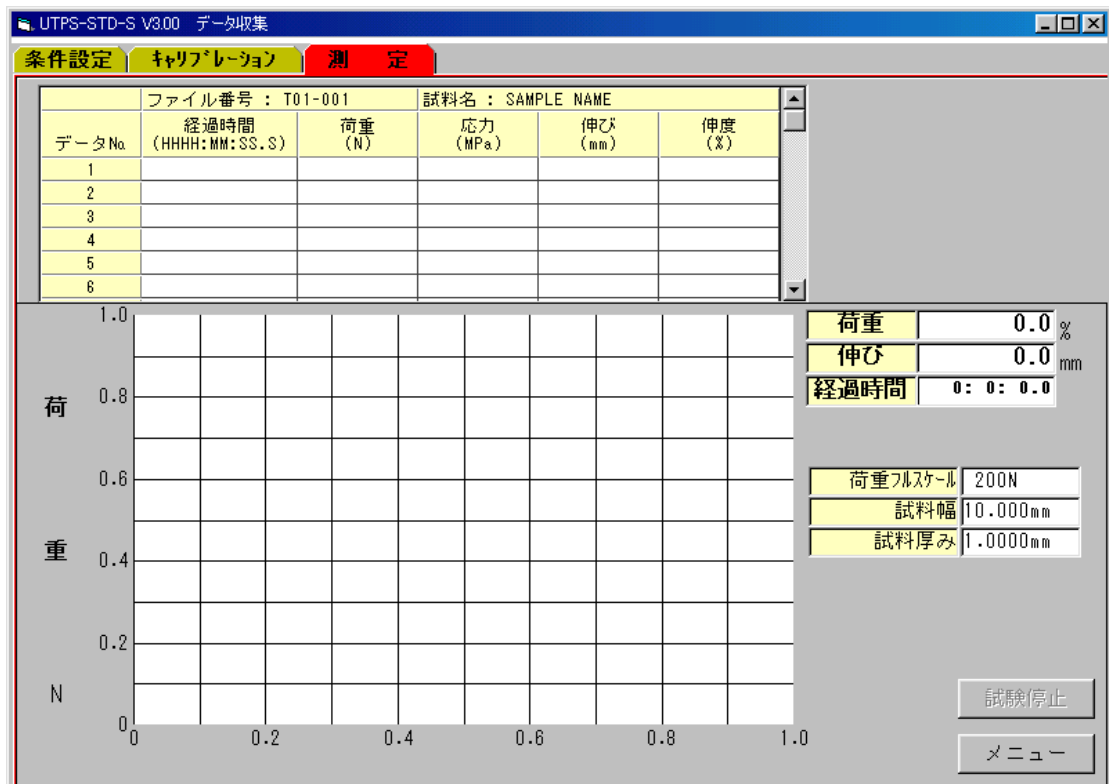 UTPS-STD-S V3.00 データ収集
条件設定 キャリブレーション 測 定
ファイル番号 : T01-001 試料名 : SAMPLE NAME
データNo. 経過時間 荷重 応力 伸び 伸度
(HHHH:MM:SS.S) (N) (MPa) (mm) (%)
1
2
3
4
5
6
荷重 0.0 %
伸び 0.0 mm
経過時間 0: 0: 0.0
荷重フルスケール 200N
試料幅 10.000mm
試料厚み 1.0000mm
荷
重
N
1.0
0.8
0.6
0.4
0.2
0
0 0.2 0.4 0.6 0.8 1.0
試験停止
メニュー